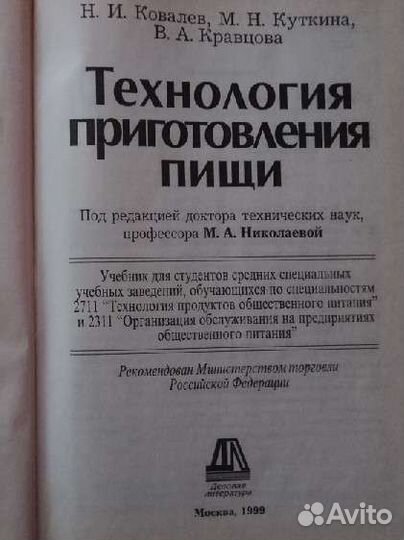 Н. И. Ковалев, М. Н. Куткина,
В. А. Кравцова
Технология
приготовления
пищи
Под редакцией доктора технических наук,
профессора М. А. Николаевой
Учебник для студентов средних специальных
учебных заведений, обучающихся по специальностям
2711 "Технология продуктов общественного питания"
и 2311 "Организация обслуживания на предприятиях
общественного питания"
Рекомендован Министерством торговли
Российской Федерации
ДЛ
Деловая
литература
Москва, 1999
Avito